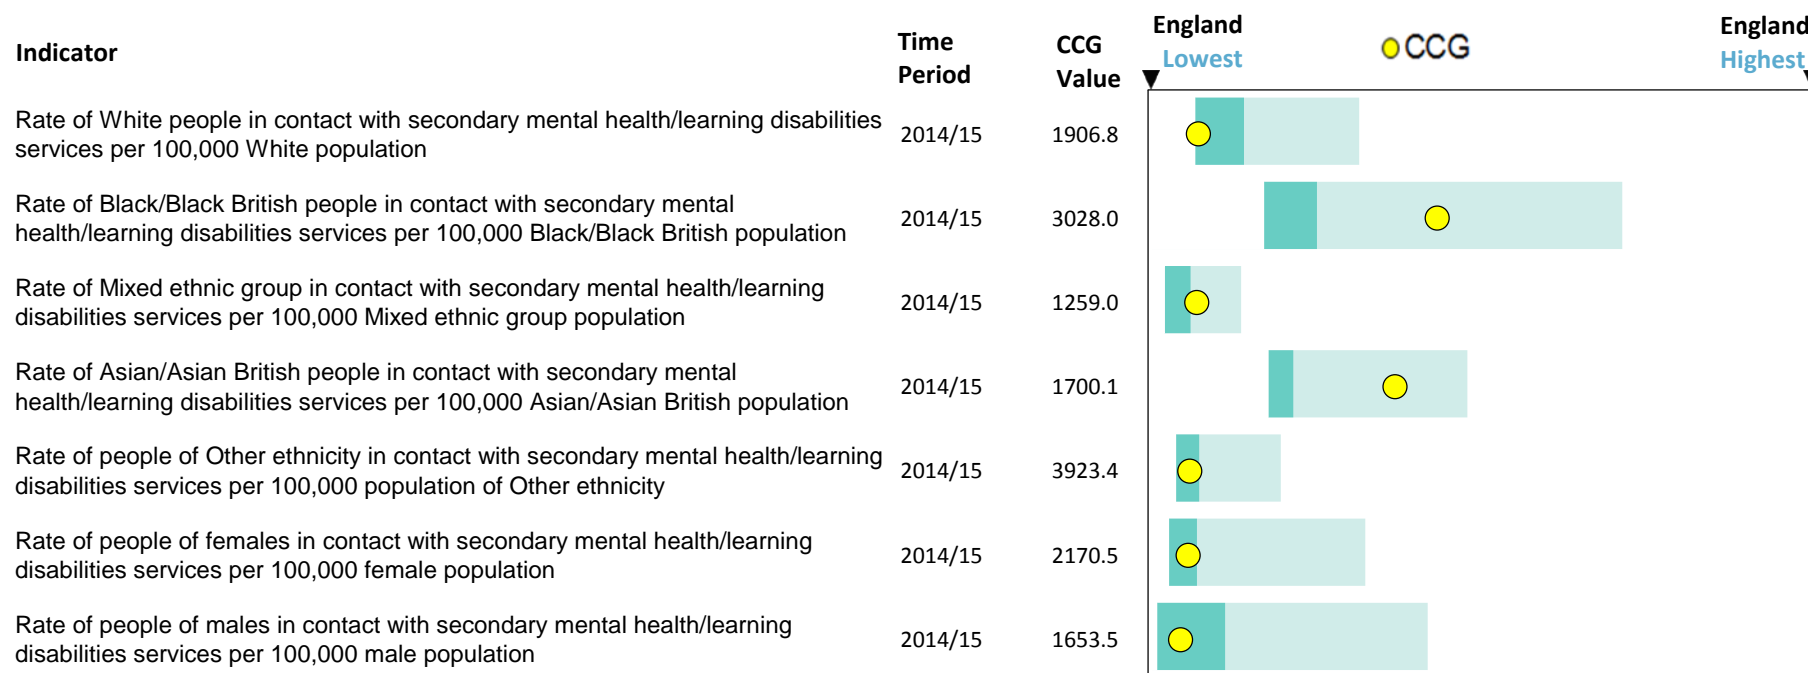 Indicator
Time
Period
CCG
Value
England
Lowest
CCG
England
Highest
Rate of White people in contact with secondary mental health/learning disabilities
services per 100,000 White population
2014/15
1906.8
Rate of Black/Black British people in contact with secondary mental
health/learning disabilities services per 100,000 Black/Black British population
2014/15
3028.0
Rate of Mixed ethnic group in contact with secondary mental health/learning
disabilities services per 100,000 Mixed ethnic group population
2014/15
1259.0
Rate of Asian/Asian British people in contact with secondary mental
health/learning disabilities services per 100,000 Asian/Asian British population
2014/15
1700.1
Rate of people of Other ethnicity in contact with secondary mental health/learning
disabilities services per 100,000 population of Other ethnicity
2014/15
3923.4
Rate of people of females in contact with secondary mental health/learning
disabilities services per 100,000 female population
2014/15
2170.5
Rate of people of males in contact with secondary mental health/learning
disabilities services per 100,000 male population
2014/15
1653.5